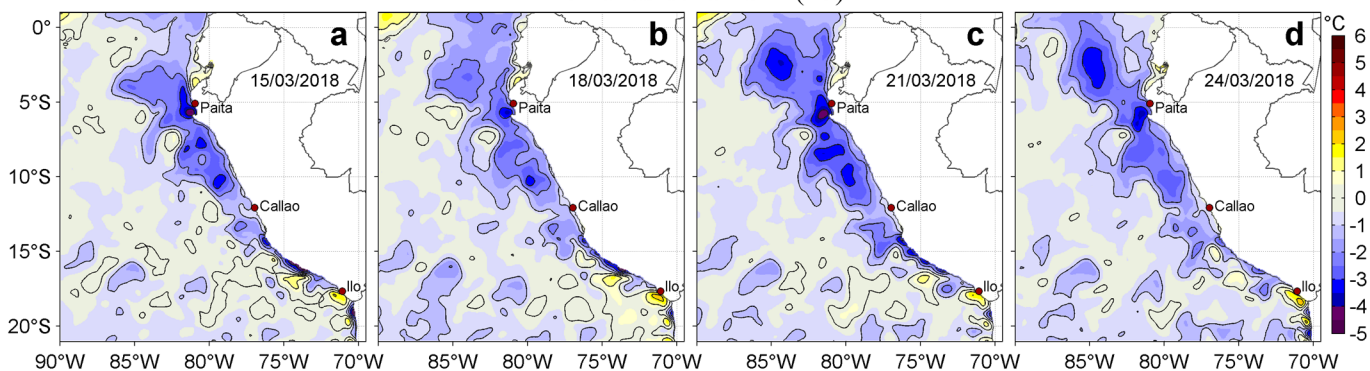 a
b
c
d
°C
0°
5°S
10°S
15°S
20°S
15/03/2018
18/03/2018
21/03/2018
24/03/2018
Paita
Paita
Paita
Paita
Callao
Callao
Callao
Callao
Ilo
Ilo
Ilo
Ilo
90°W 85°W 80°W 75°W 70°W
85°W 80°W 75°W 70°W
85°W 80°W 75°W 70°W
85°W 80°W 75°W 70°W
6
5
4
3
2
1
0
-1
-2
-3
-4
-5